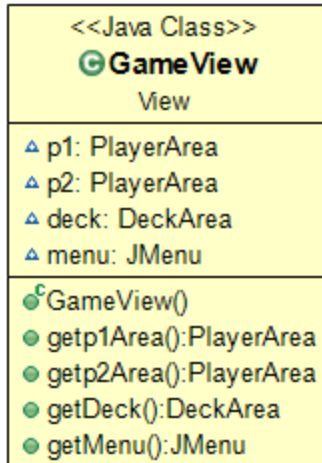 <<Java Class>>
GameView
View
p1: PlayerArea
p2: PlayerArea
deck: DeckArea
menu: JMenu
GameView()
getp1Area():PlayerArea
getp2Area():PlayerArea
getDeck():DeckArea
getMenu():JMenu